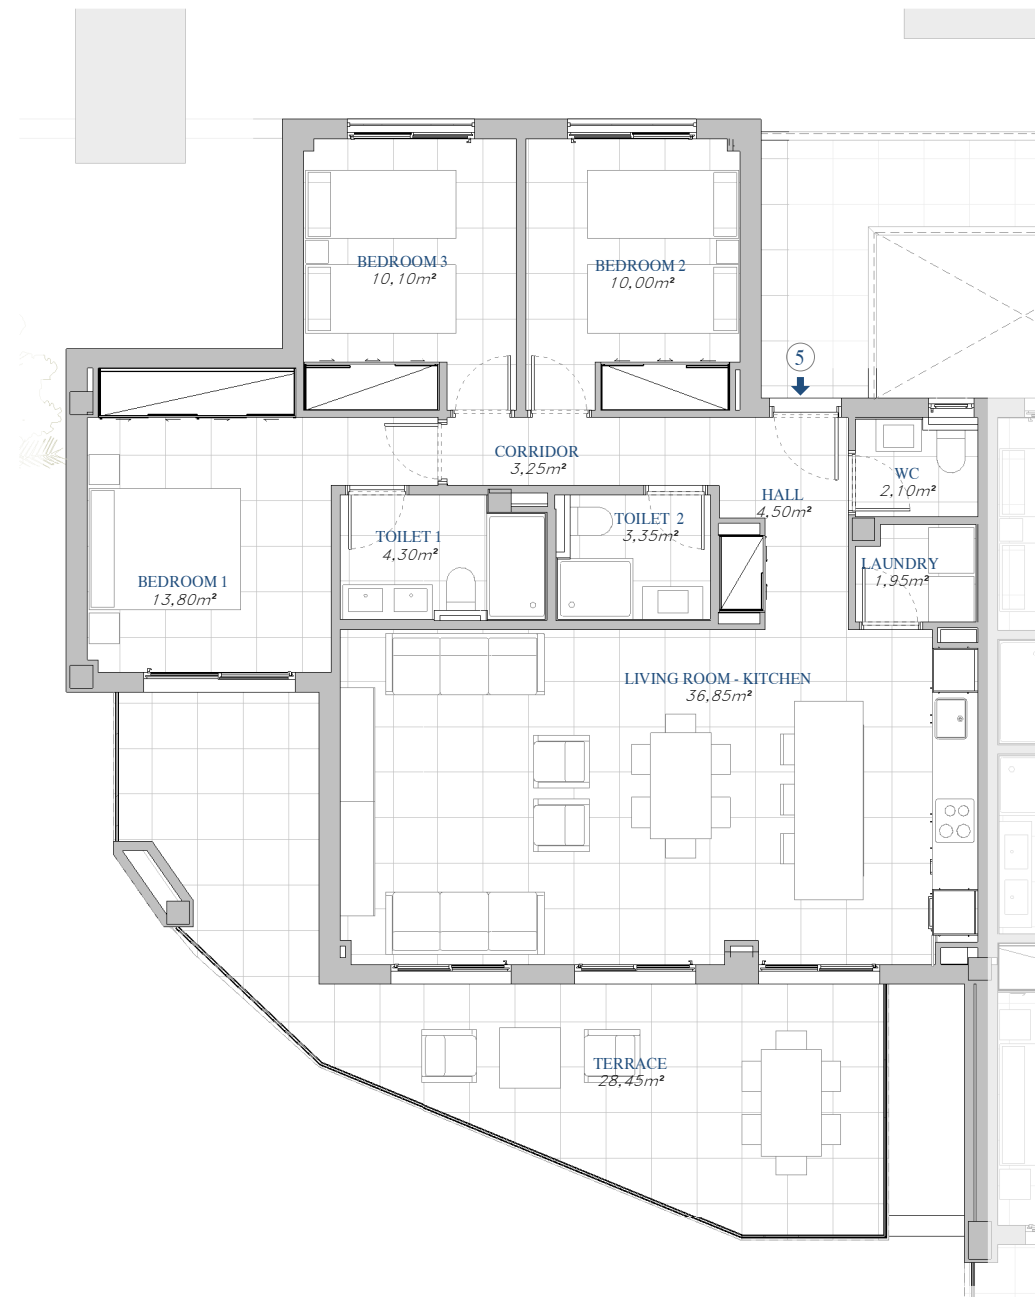 BEDROOM 3
10,10m²
BEDROOM 2
10,00m²
5
CORRIDOR
3,25m²
WC
2,10m²
HALL
4,50m²
TOILET 1
4,30m²
TOILET 2
3,35m²
LAUNDRY
1,95m²
BEDROOM 1
13,80m²
LIVING ROOM - KITCHEN
36,85m²
TERRACE
28,45m²